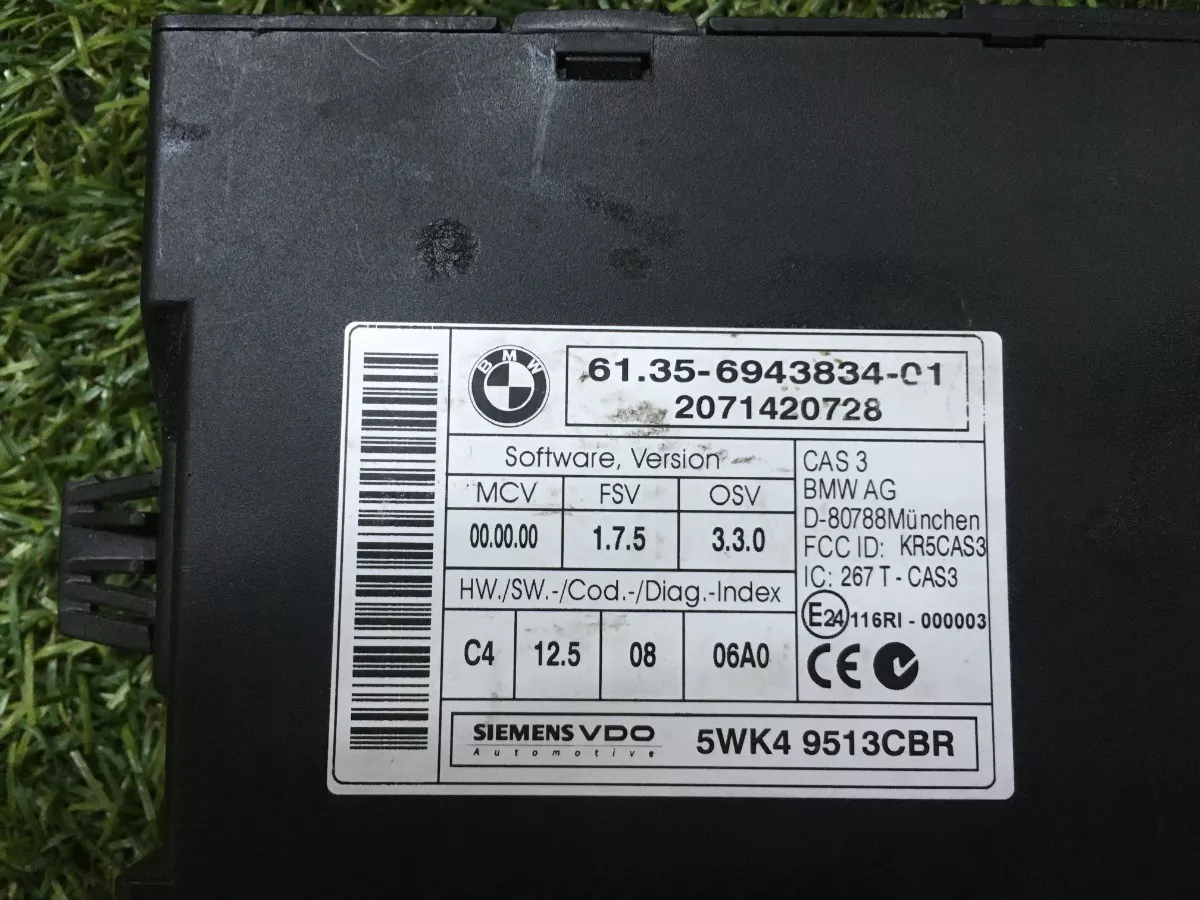 BMW
61.35-6943834-01
2071420728
Software, Version
MCV FSV OSV
00.00.00 1.7.5 3.3.0
HW./SW.-/Cod.-/Diag.-Index
C4 12.5 08 06A0
CAS 3
BMW AG
D-80788München
FCC ID: KR5CAS3
IC: 267 T - CAS3
E24 116RI - 000003
CE
SIEMENS VDO
Automotive
5WK4 9513CBR